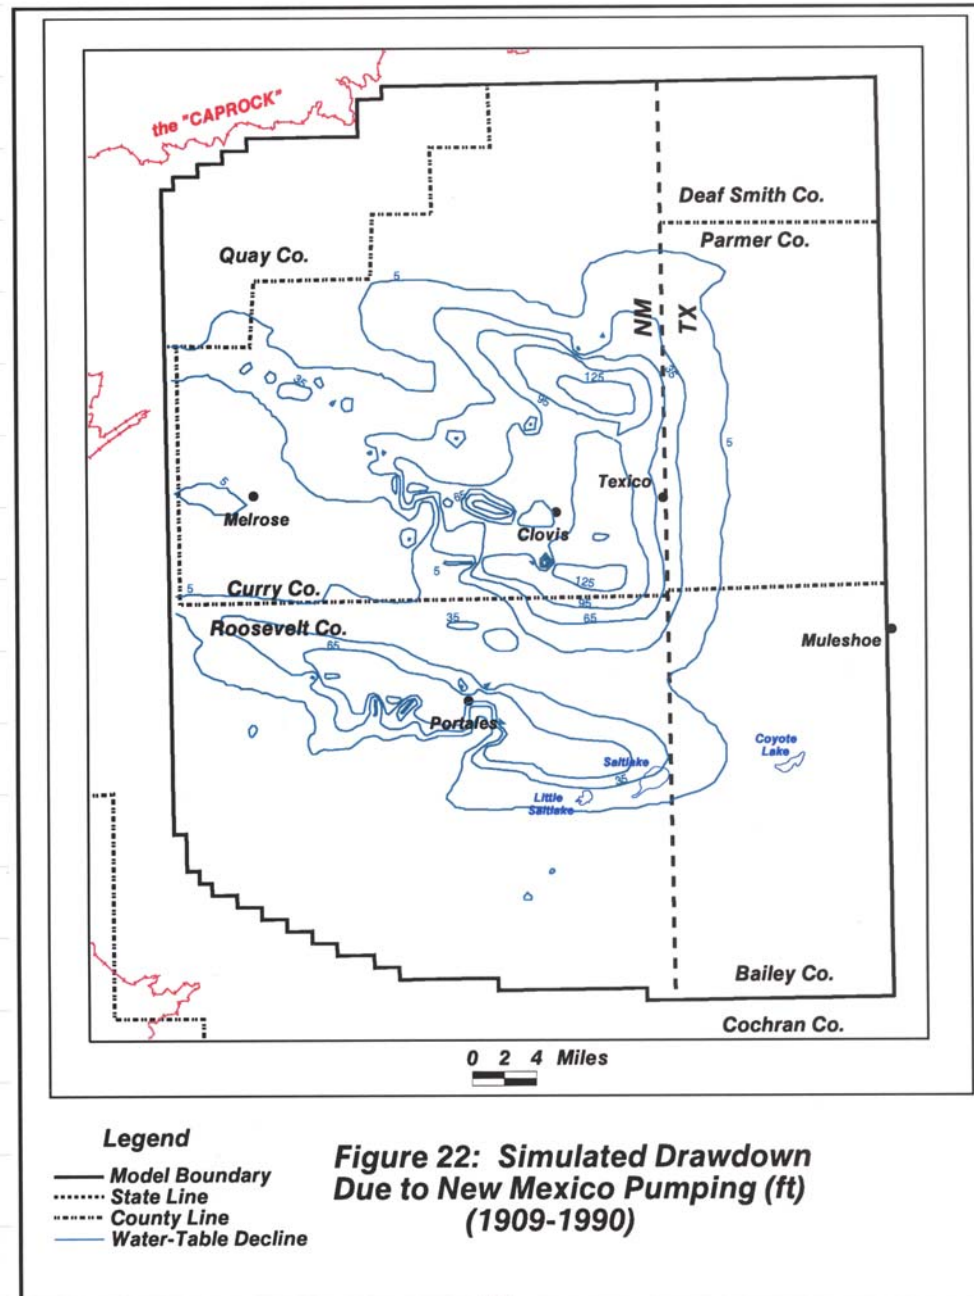 the "CAPROCK"
Deaf Smith Co.
Parmer Co.
Quay Co.
5
NM
TX
35
125
95
5
5
65
Texico
Melrose
Clovis
5
125
5
Curry Co.
95
65
35
Roosevelt Co.
65
Muleshoe
Portales
Coyote
Lake
Saltlake
35
Little
Saltlake
Bailey Co.
Cochran Co.
0 2 4 Miles
Legend
Model Boundary
State Line
County Line
Water-Table Decline
Figure 22: Simulated Drawdown
Due to New Mexico Pumping (ft)
(1909-1990)